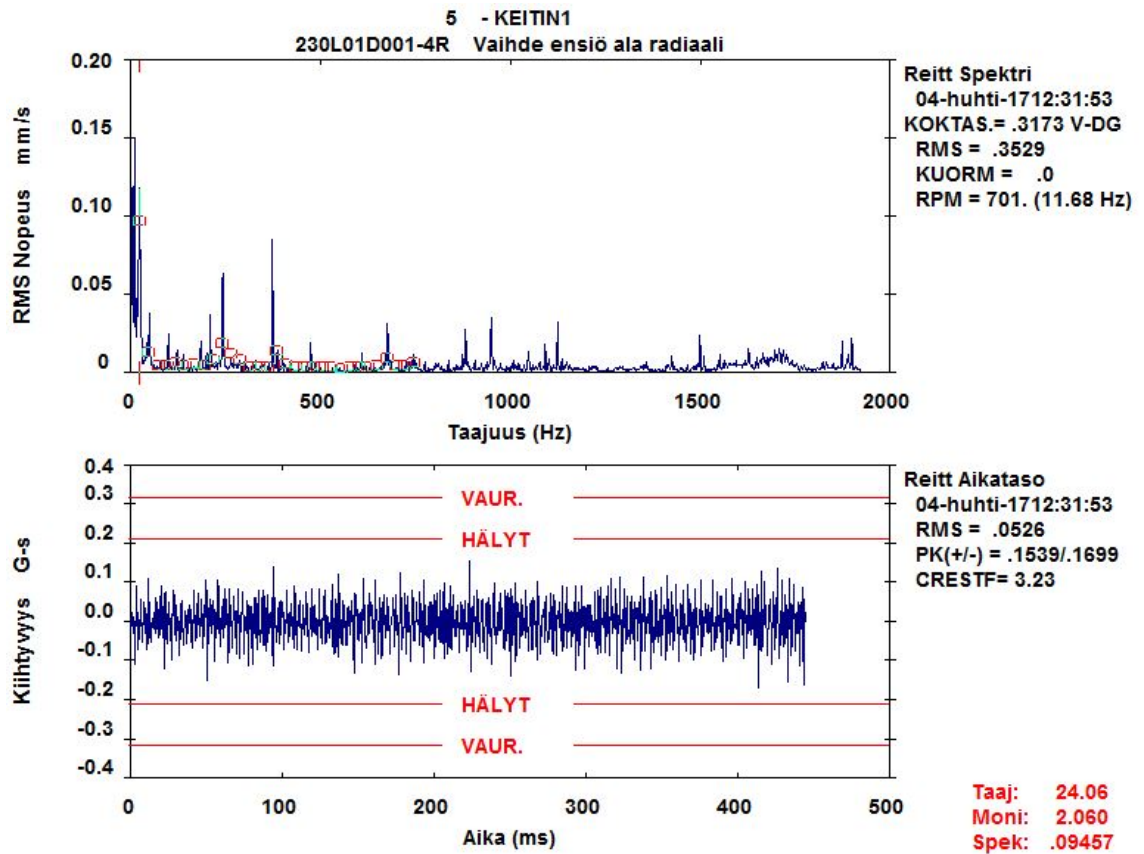 5 - KEITIN1
230L01D001-4R Vaihde ensiö ala radiaali
RMS Nopeus mm/s
0.20
0.15
0.10
0.05
0
0 500 1000 1500 2000
Taajuus (Hz)
Reitt Spektri
04-huhti-1712:31:53
KOKTAS.= .3173 V-DG
RMS = .3529
KUORM = .0
RPM = 701. (11.68 Hz)
Kiihtyvyys G-s
0.4
0.3
0.2
0.1
0.0
-0.1
-0.2
-0.3
-0.4
VAUR.
HÄLYT
HÄLYT
VAUR.
0 100 200 300 400 500
Aika (ms)
Reitt Aikataso
04-huhti-1712:31:53
RMS = .0526
PK(+/-) = .1539/.1699
CRESTF= 3.23
Taaj: 24.06
Moni: 2.060
Spek: .09457